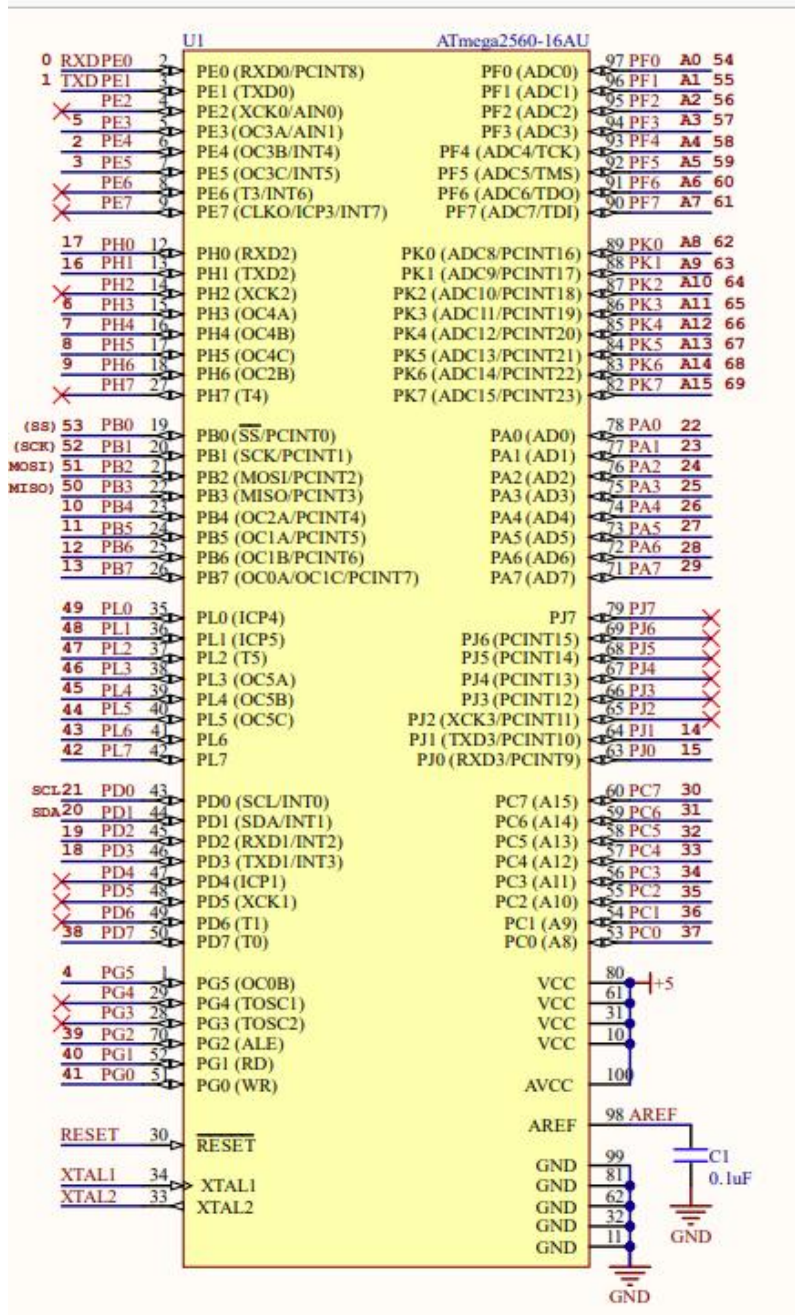 U1 ATmega2560-16AU
0 RXD PE0 2 PE0 (RXD0/PCINT8) PF0 (ADC0) 97 PF0 A0 54
1 TXD PE1 3 PE1 (TXD0) PF1 (ADC1) 96 PF1 A1 55
PE2 4 PE2 (XCK0/AIN0) PF2 (ADC2) 95 PF2 A2 56
5 PE3 5 PE3 (OC3A/AIN1) PF3 (ADC3) 94 PF3 A3 57
2 PE4 6 PE4 (OC3B/INT4) PF4 (ADC4/TCK) 93 PF4 A4 58
3 PE5 7 PE5 (OC3C/INT5) PF5 (ADC5/TMS) 92 PF5 A5 59
PE6 8 PE6 (T3/INT6) PF6 (ADC6/TDO) 91 PF6 A6 60
PE7 9 PE7 (CLKO/ICP3/INT7) PF7 (ADC7/TDI) 90 PF7 A7 61
17 PH0 12 PH0 (RXD2) PK0 (ADC8/PCINT16) 89 PK0 A8 62
16 PH1 13 PH1 (TXD2) PK1 (ADC9/PCINT17) 88 PK1 A9 63
PH2 14 PH2 (XCK2) PK2 (ADC10/PCINT18) 87 PK2 A10 64
6 PH3 15 PH3 (OC4A) PK3 (ADC11/PCINT19) 86 PK3 A11 65
7 PH4 16 PH4 (OC4B) PK4 (ADC12/PCINT20) 85 PK4 A12 66
8 PH5 17 PH5 (OC4C) PK5 (ADC13/PCINT21) 84 PK5 A13 67
9 PH6 18 PH6 (OC2B) PK6 (ADC14/PCINT22) 83 PK6 A14 68
PH7 27 PH7 (T4) PK7 (ADC15/PCINT23) 82 PK7 A15 69
(SS) 53 PB0 19 PB0 (SS/PCINT0) PA0 (AD0) 78 PA0 22
(SCK) 52 PB1 20 PB1 (SCK/PCINT1) PA1 (AD1) 77 PA1 23
MOSI) 51 PB2 21 PB2 (MOSI/PCINT2) PA2 (AD2) 76 PA2 24
MISO) 50 PB3 22 PB3 (MISO/PCINT3) PA3 (AD3) 75 PA3 25
10 PB4 23 PB4 (OC2A/PCINT4) PA4 (AD4) 74 PA4 26
11 PB5 24 PB5 (OC1A/PCINT5) PA5 (AD5) 73 PA5 27
12 PB6 25 PB6 (OC1B/PCINT6) PA6 (AD6) 72 PA6 28
13 PB7 26 PB7 (OC0A/OC1C/PCINT7) PA7 (AD7) 71 PA7 29
49 PL0 35 PL0 (ICP4) PJ7 79 PJ7
48 PL1 36 PL1 (ICP5) PJ6 (PCINT15) 69 PJ6
47 PL2 37 PL2 (T5) PJ5 (PCINT14) 68 PJ5
46 PL3 38 PL3 (OC5A) PJ4 (PCINT13) 67 PJ4
45 PL4 39 PL4 (OC5B) PJ3 (PCINT12) 66 PJ3
44 PL5 40 PL5 (OC5C) PJ2 (XCK3/PCINT11) 65 PJ2
43 PL6 41 PL6 PJ1 (TXD3/PCINT10) 64 PJ1 14
42 PL7 42 PL7 PJ0 (RXD3/PCINT9) 63 PJ0 15
SCL 21 PD0 43 PD0 (SCL/INT0) PC7 (A15) 60 PC7 30
SDA 20 PD1 44 PD1 (SDA/INT1) PC6 (A14) 59 PC6 31
19 PD2 45 PD2 (RXD1/INT2) PC5 (A13) 58 PC5 32
18 PD3 46 PD3 (TXD1/INT3) PC4 (A12) 57 PC4 33
PD4 47 PD4 (ICP1) PC3 (A11) 56 PC3 34
PD5 48 PD5 (XCK1) PC2 (A10) 55 PC2 35
PD6 49 PD6 (T1) PC1 (A9) 54 PC1 36
38 PD7 50 PD7 (T0) PC0 (A8) 53 PC0 37
4 PG5 1 PG5 (OC0B) VCC 80 +5
PG4 29 PG4 (TOSC1) VCC 61
PG3 28 PG3 (TOSC2) VCC 31
39 PG2 70 PG2 (ALE) VCC 10
40 PG1 52 PG1 (RD)
41 PG0 51 PG0 (WR) AVCC 100
AREF 98 AREF
RESET 30 RESET
GND 99 C1
XTAL1 34 XTAL1 GND 81 0.1uF
XTAL2 33 XTAL2 GND 62
GND 32
GND 11 GND
GND